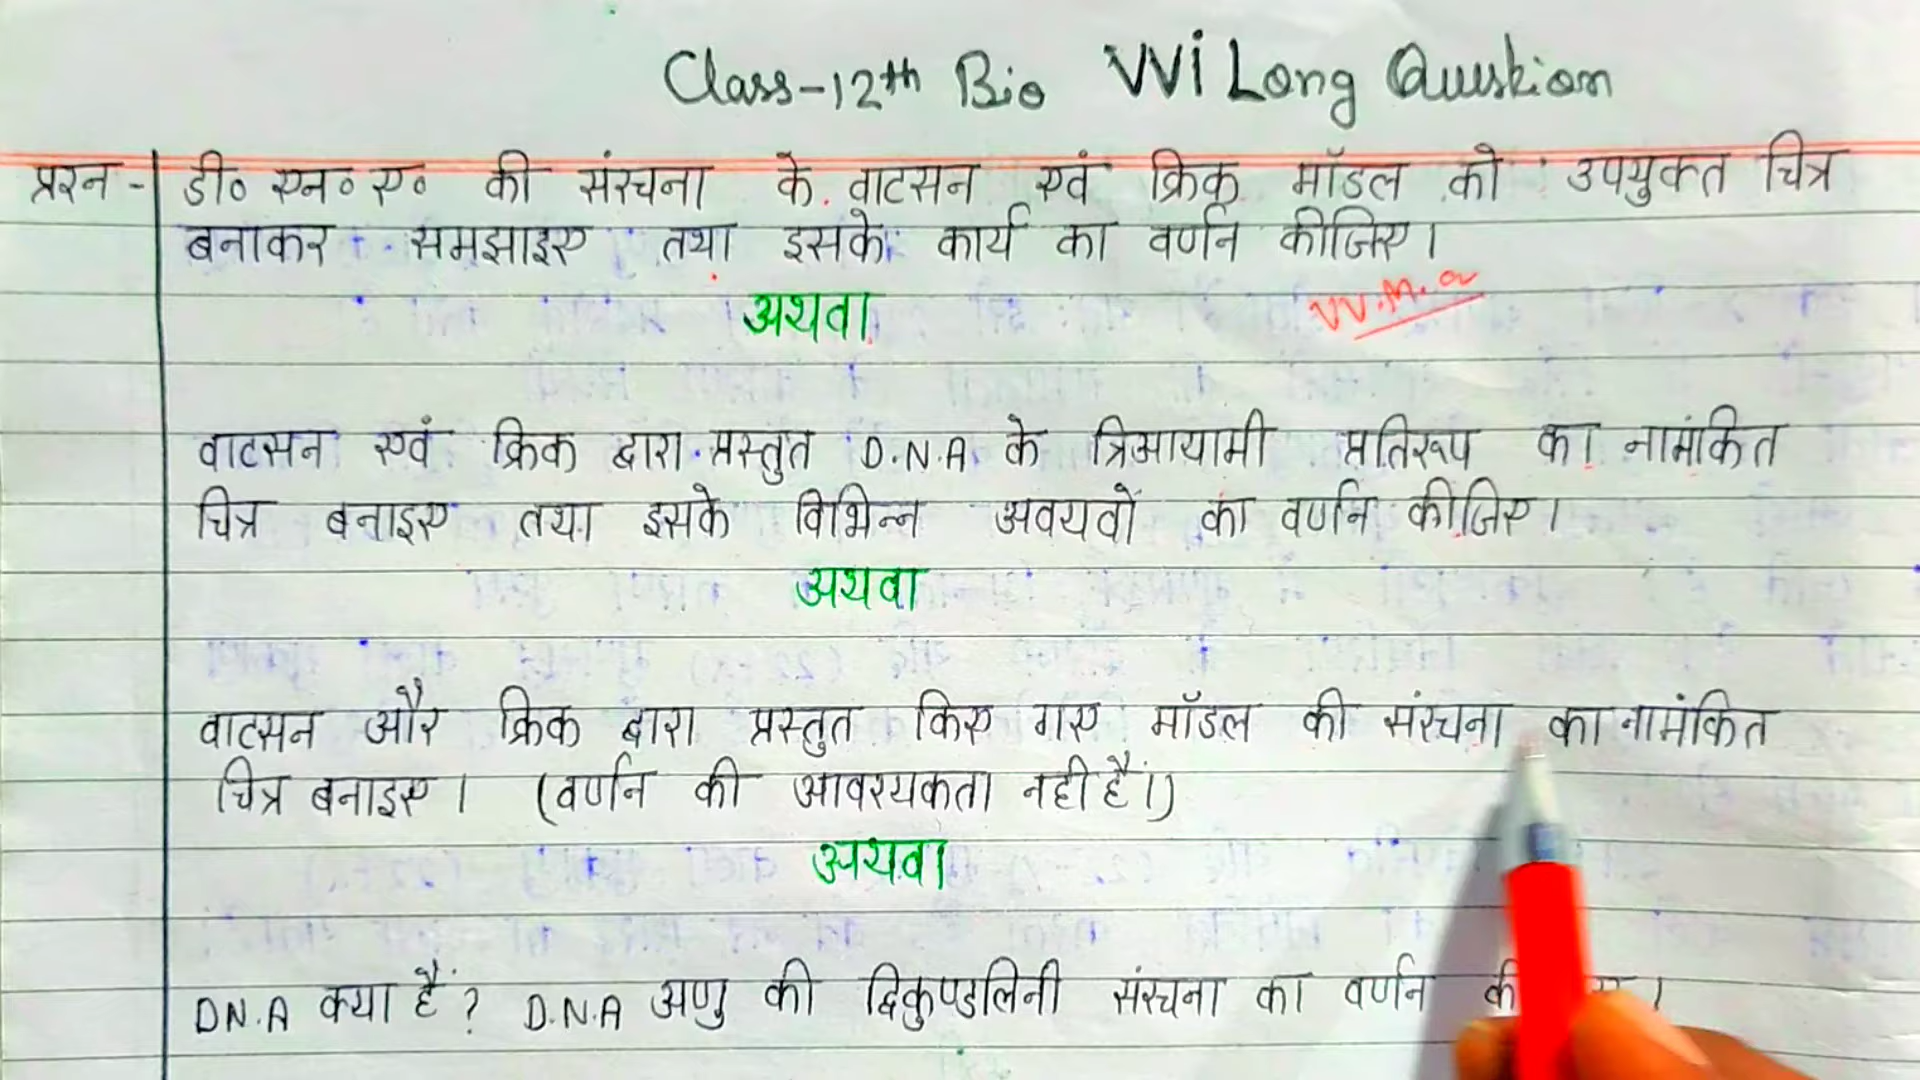 Class-12th Bio VVi Long Question
प्रश्न - डी० एन० ए० की संरचना के वाटसन एवं क्रिक मॉडल को उपयुक्त चित्र
बनाकर समझाइए तथा इसके कार्य का वर्णन कीजिए।
अथवा
वाटसन एवं क्रिक द्वारा प्रस्तुत D.N.A के त्रिआयामी प्रतिरूप का नामंकित
चित्र बनाइए तथा इसके विभिन्न अवयवों का वर्णन कीजिए।
अथवा
वाटसन और क्रिक द्वारा प्रस्तुत किए गए मॉडल की संरचना का नामंकित
चित्र बनाइए। (वर्णन की आवश्यकता नही है।)
अथवा
DN.A क्या है? D.N.A अणु की द्विकुण्डलिनी संरचना का वर्णन